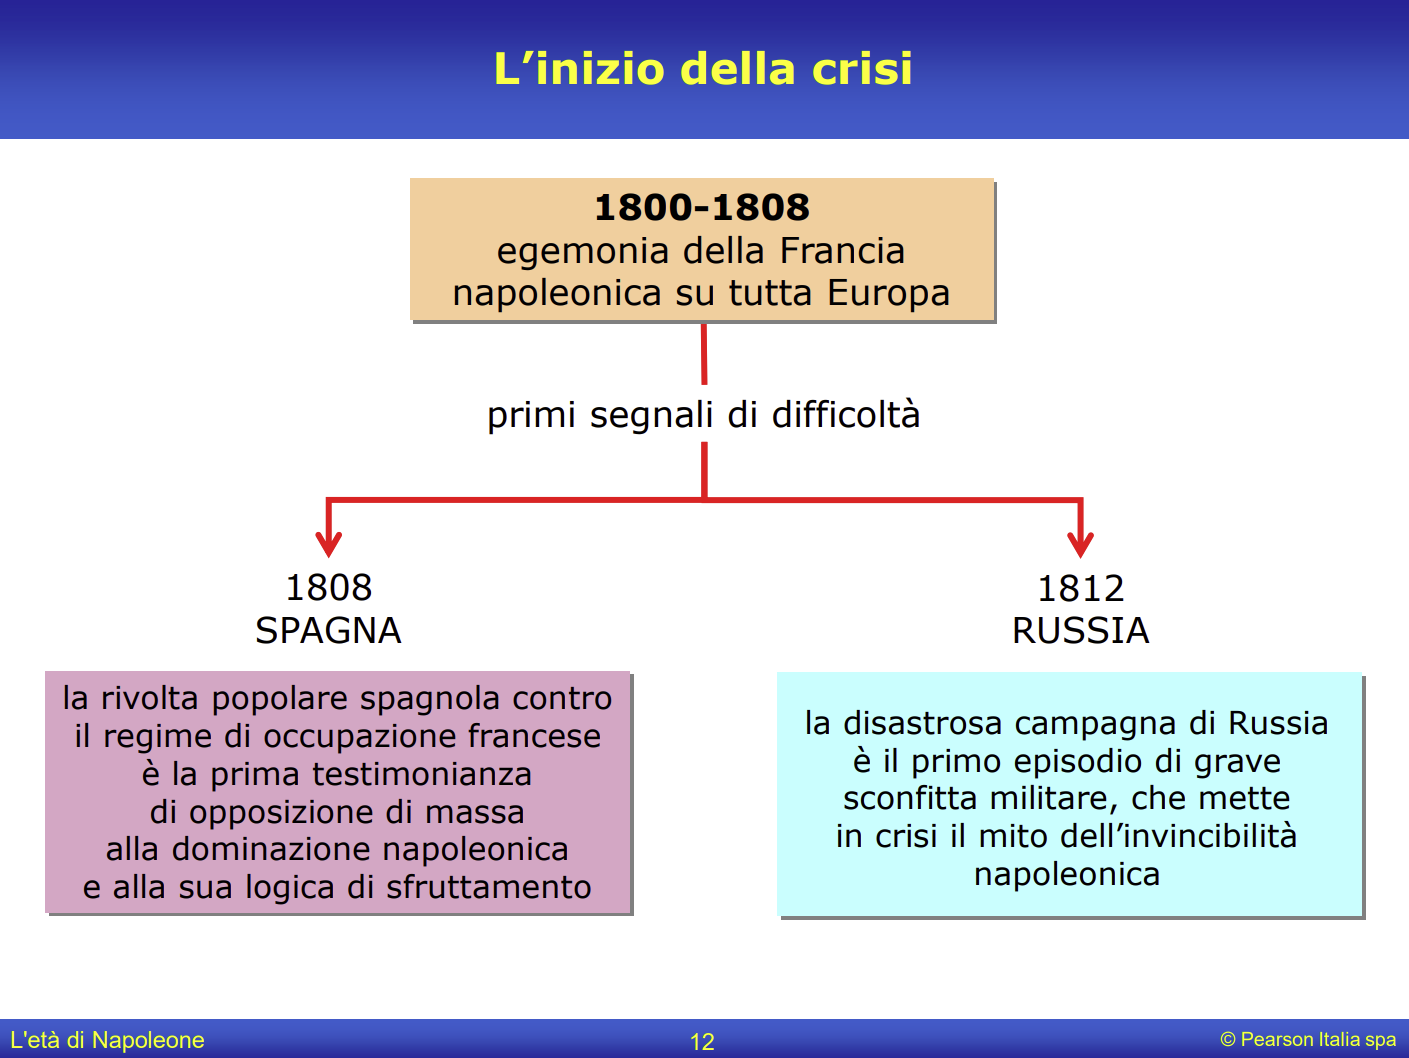 L’inizio della crisi
1800-1808
egemonia della Francia
napoleonica su tutta Europa
primi segnali di difficoltà
1808
SPAGNA
la rivolta popolare spagnola contro
il regime di occupazione francese
è la prima testimonianza
di opposizione di massa
alla dominazione napoleonica
e alla sua logica di sfruttamento
1812
RUSSIA
la disastrosa campagna di Russia
è il primo episodio di grave
sconfitta militare, che mette
in crisi il mito dell’invincibilità
napoleonica
L'età di Napoleone
12
© Pearson Italia spa